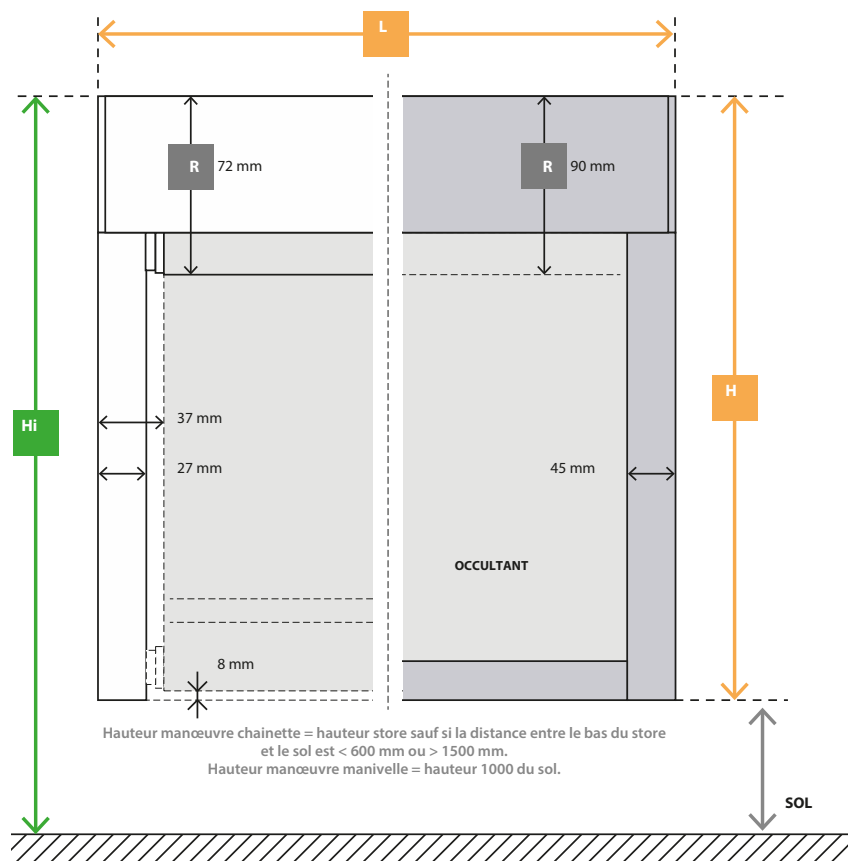 L
R 72 mm
R 90 mm
Hi
H
37 mm
27 mm
45 mm
OCCULTANT
8 mm
Hauteur manœuvre chainette = hauteur store sauf si la distance entre le bas du store
et le sol est < 600 mm ou > 1500 mm.
Hauteur manœuvre manivelle = hauteur 1000 du sol.
SOL